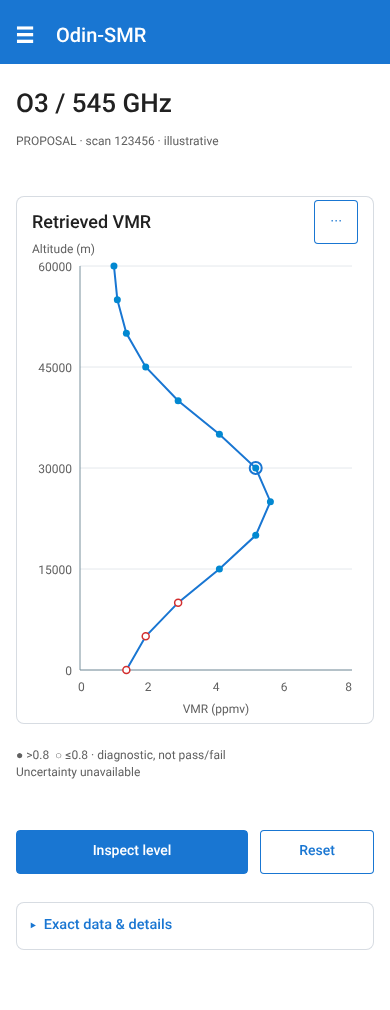 Odin-SMR
O3 / 545 GHz
PROPOSAL · scan 123456 · illustrative
Retrieved VMR
...
Altitude (m)
60000
45000
30000
15000
0
0 2 4 6 8
VMR (ppmv)
● >0.8 ○ ≤0.8 · diagnostic, not pass/fail
Uncertainty unavailable
Inspect level
Reset
▸ Exact data & details